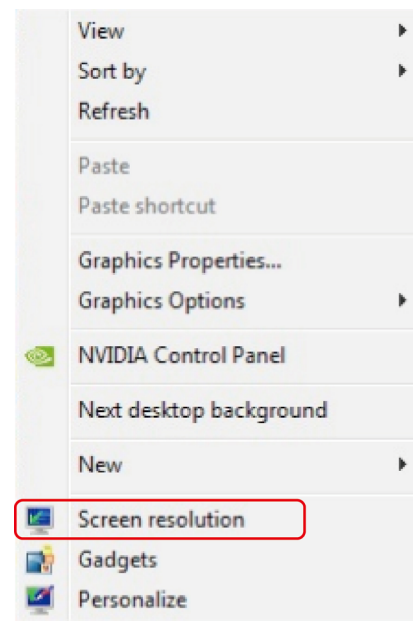 View
Sort by
Refresh
Paste
Paste shortcut
Graphics Properties...
Graphics Options
NVIDIA Control Panel
Next desktop background
New
Screen resolution
Gadgets
Personalize